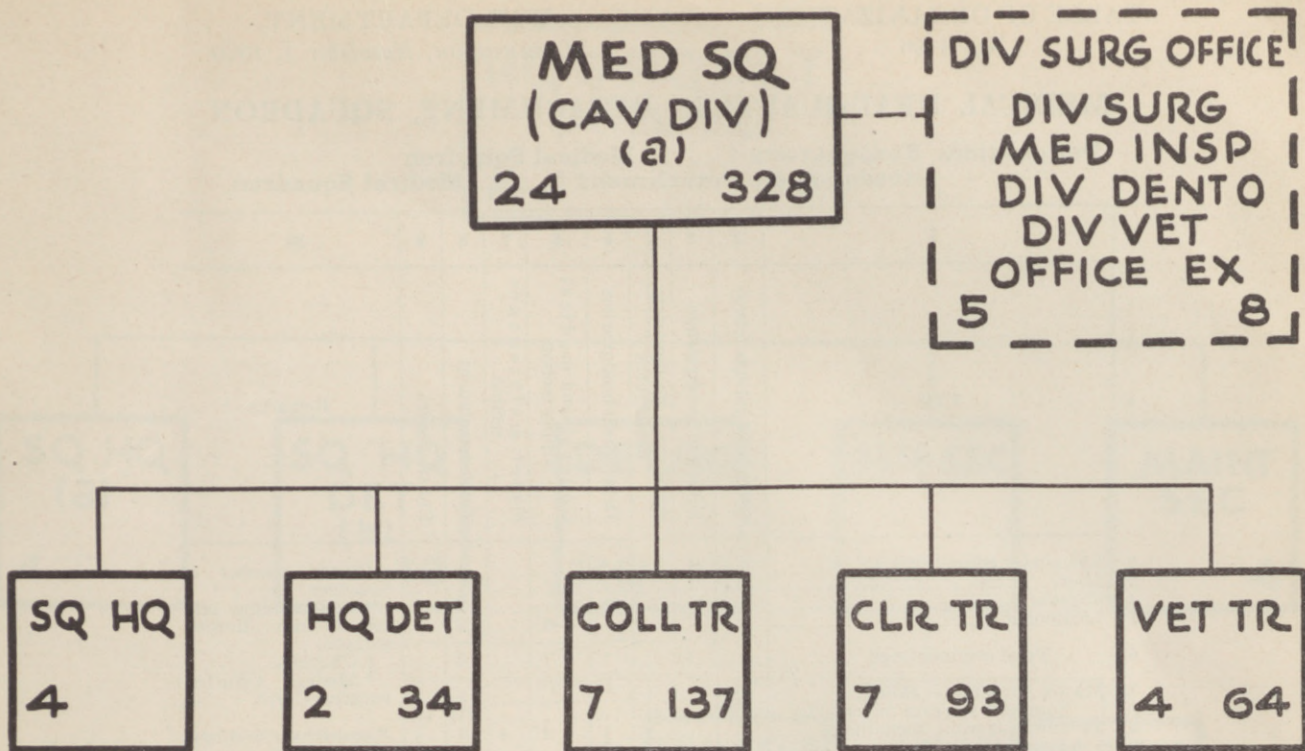 MED SQ
(CAV DIV)
(a)
24 328
DIV SURG OFFICE
DIV SURG
MED INSP
DIV DENT O
DIV VET
OFFICE EX
5 8
SQ HQ
4
HQ DET
2 34
COLL TR
7 137
CLR TR
7 93
VET TR
4 64